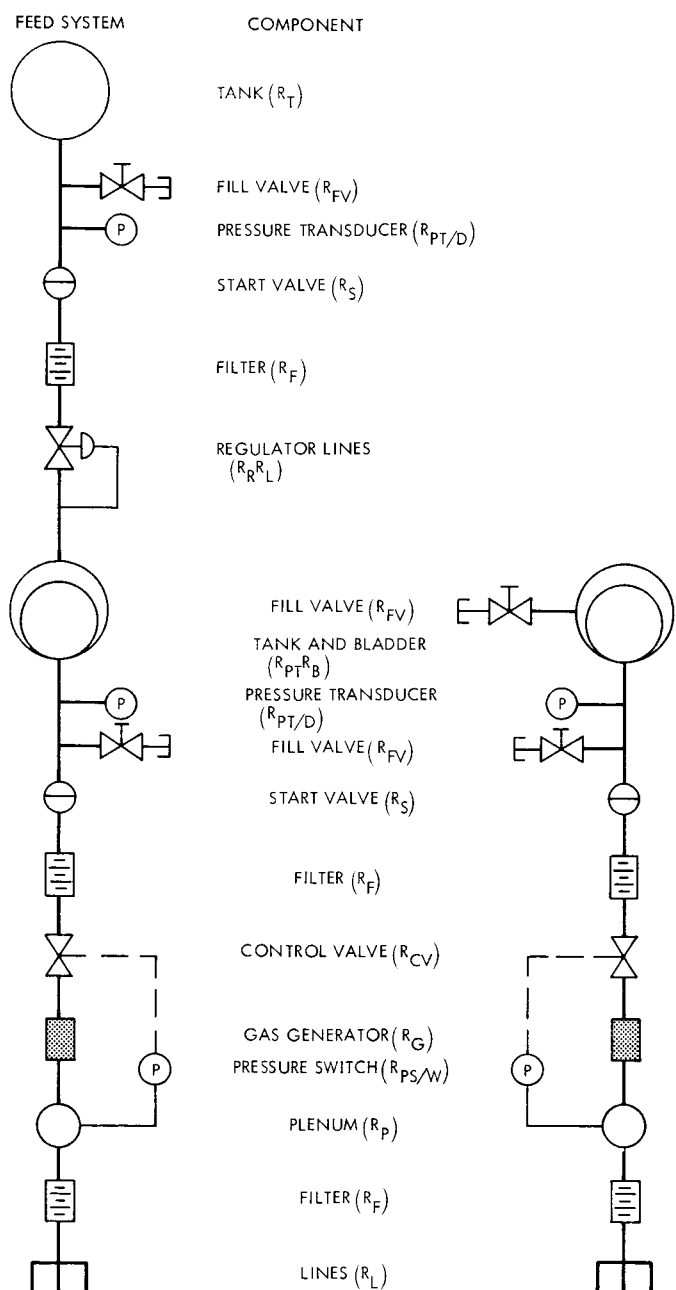 FEED SYSTEM COMPONENT
TANK (R_T)
FILL VALVE (R_FV)
P PRESSURE TRANSDUCER (R_PT/D)
START VALVE (R_S)
FILTER (R_F)
REGULATOR LINES
(R_R R_L)
FILL VALVE (R_FV)
TANK AND BLADDER
(R_PT R_B)
P PRESSURE TRANSDUCER P
(R_PT/D)
FILL VALVE (R_FV)
START VALVE (R_S)
FILTER (R_F)
CONTROL VALVE (R_CV)
GAS GENERATOR (R_G)
P PRESSURE SWITCH (R_PS/W) P
PLENUM (R_P)
FILTER (R_F)
LINES (R_L)